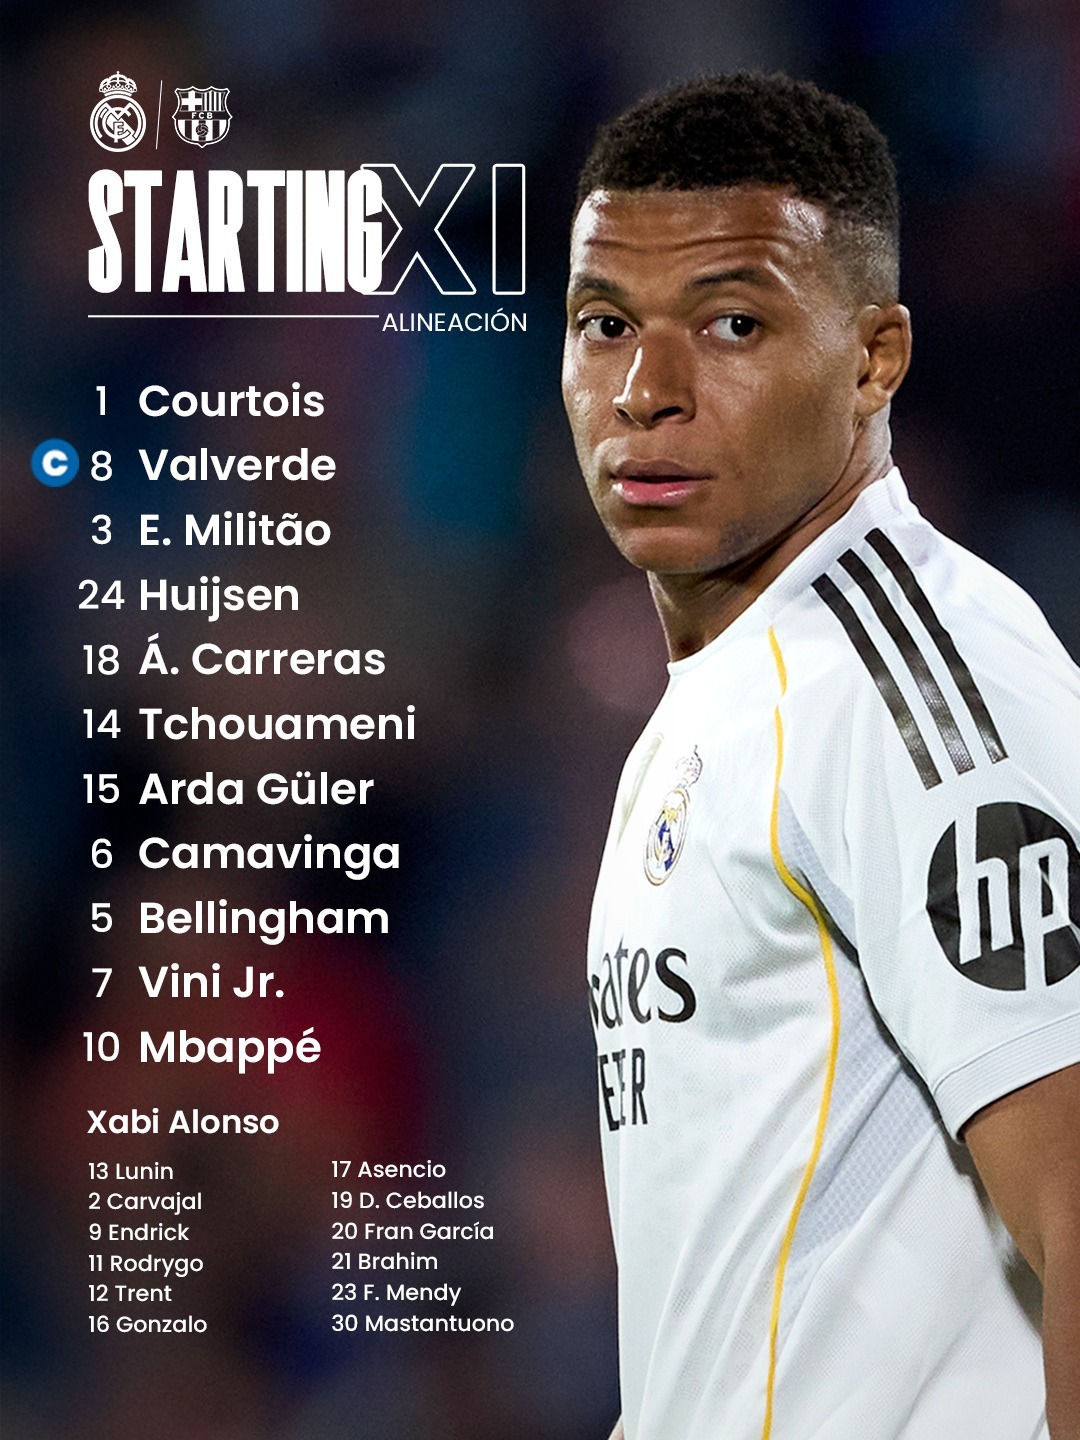 FCB
STARTING XI
ALINEACIÓN
1 Courtois
C 8 Valverde
3 E. Militão
24 Huijsen
18 Á. Carreras
14 Tchouameni
15 Arda Güler
6 Camavinga
5 Bellingham
7 Vini Jr.
10 Mbappé
Xabi Alonso
13 Lunin
2 Carvajal
9 Endrick
11 Rodrygo
12 Trent
16 Gonzalo
17 Asencio
19 D. Ceballos
20 Fran García
21 Brahim
23 F. Mendy
30 Mastantuono
hp